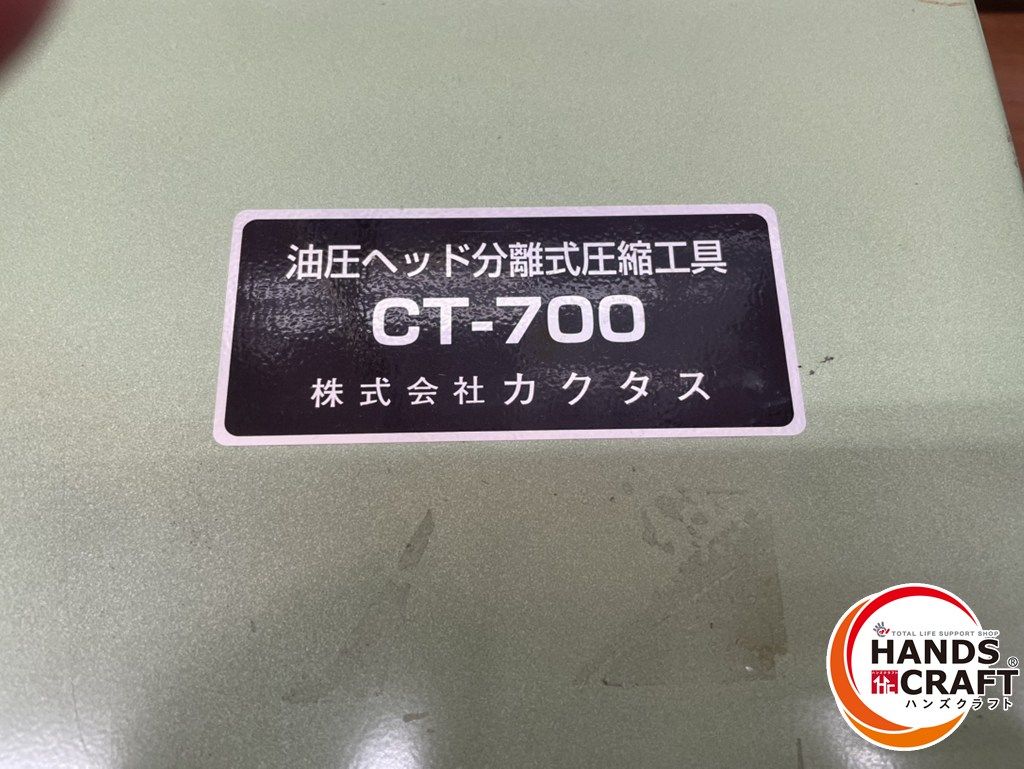 油圧ヘッド分離式圧縮工具
CT-700
株式会社カクタス
TOTAL LIFE SUPPORT SHOP
HANDS
CRAFT®
ハンズクラフト